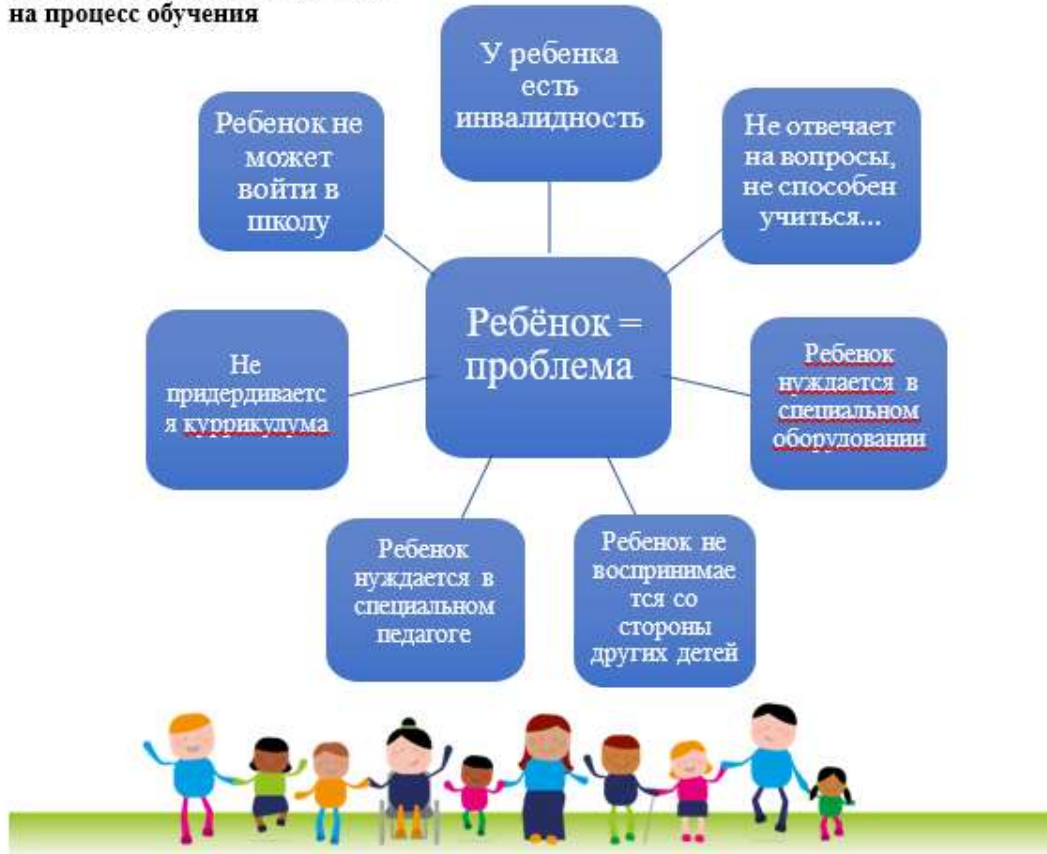 на процесс обучения
У ребенка
есть
инвалидность
Ребенок не
может
войти в
школу
Не отвечает
на вопросы,
не способен
учиться...
Ребёнок =
проблема
Не
придердиваетс
я куррикулума
Ребенок
нуждается в
специальном
оборудовании
Ребенок
нуждается в
специальном
педагоге
Ребенок не
воспринимае
тся со
стороны
других детей